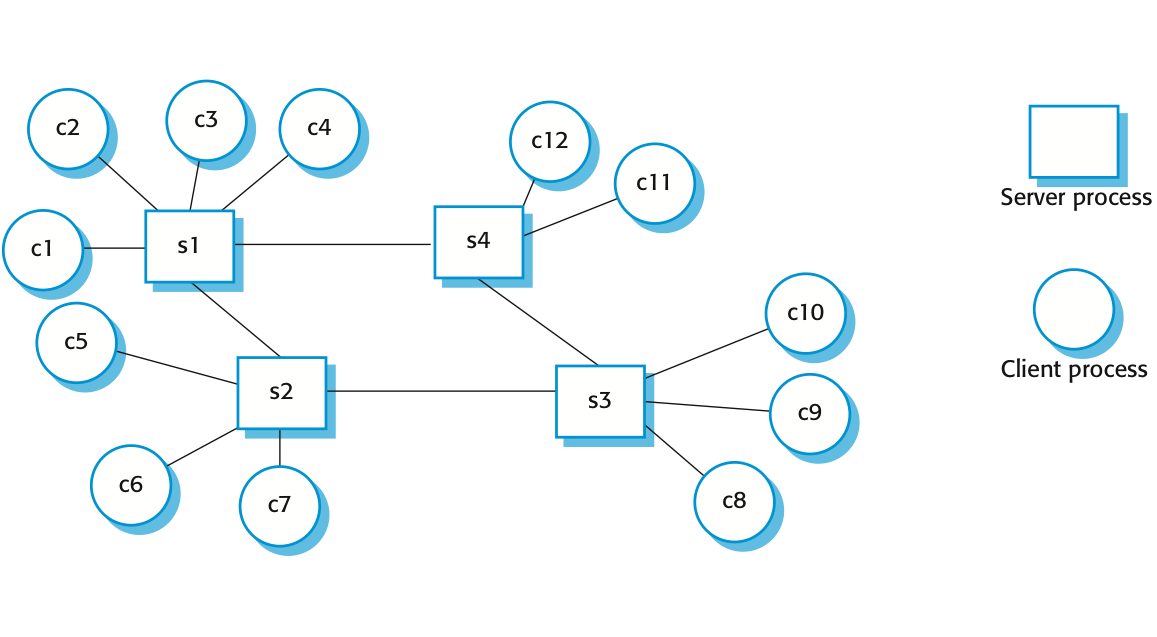 c2
c3
c4
c12
c11
c1
s1
s4
Server process
c5
c10
Client process
s2
s3
c9
c6
c7
c8